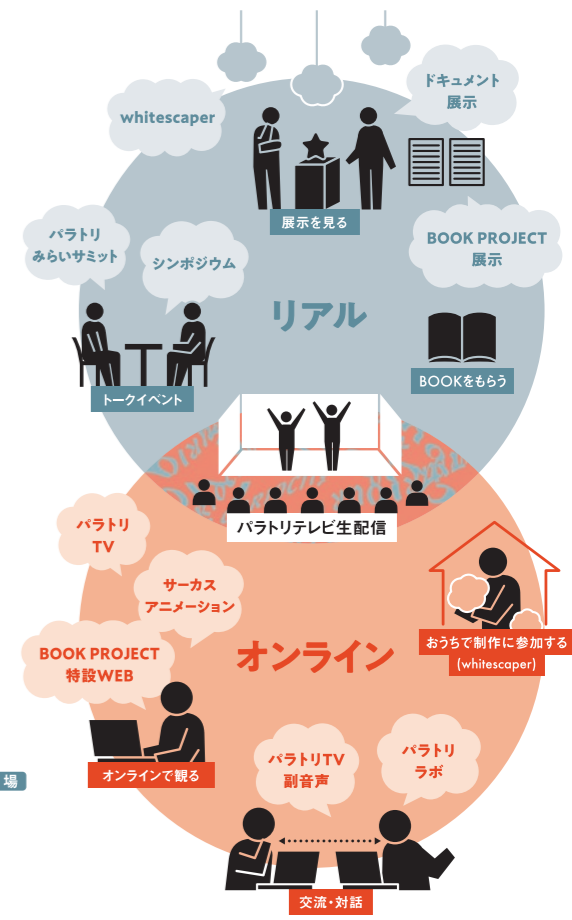 whitescaper
ドキュメント
展示
展示を見る
パラトリ
みらいサミット
シンポジウム
BOOK PROJECT
展示
リアル
トークイベント
BOOKをもらう
パラトリテレビ生配信
パラトリ
TV
サーカス
アニメーション
BOOK PROJECT
特設WEB
オンライン
おうちで制作に参加する
(whitescaper)
オンラインで観る
場
パラトリTV
副音声
パラトリ
ラボ
交流・対話